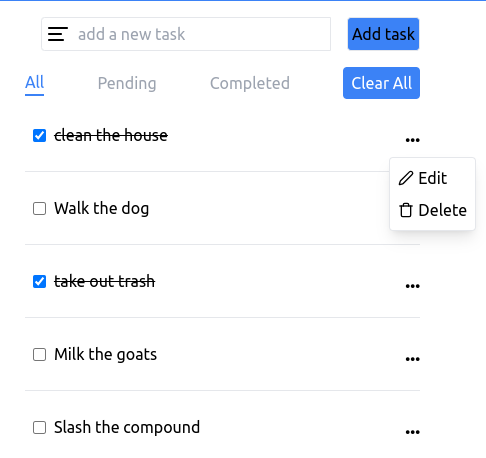 add a new task Add task
All Pending Completed Clear All
clean the house
Edit
Walk the dog
Delete
take out trash
Milk the goats
Slash the compound